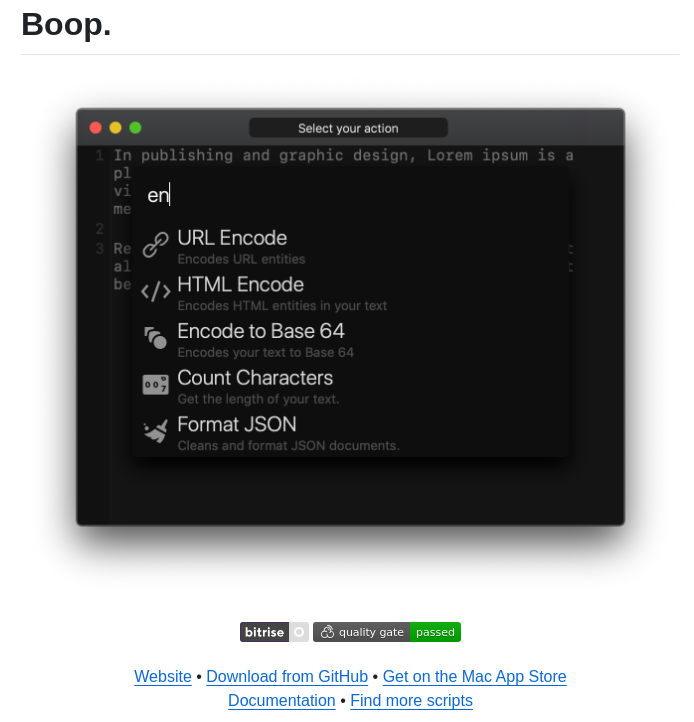 Boop.
Select your action
1 In publishing and graphic design, Lorem ipsum is a
pl
vi
me
en
2
3 Re
al
be
URL Encode
Encodes URL entities
HTML Encode
Encodes HTML entities in your text
Encode to Base 64
Encodes your text to Base 64
007
Count Characters
Get the length of your text.
Format JSON
Cleans and format JSON documents.
bitrise
quality gate passed
Website • Download from GitHub • Get on the Mac App Store
Documentation • Find more scripts